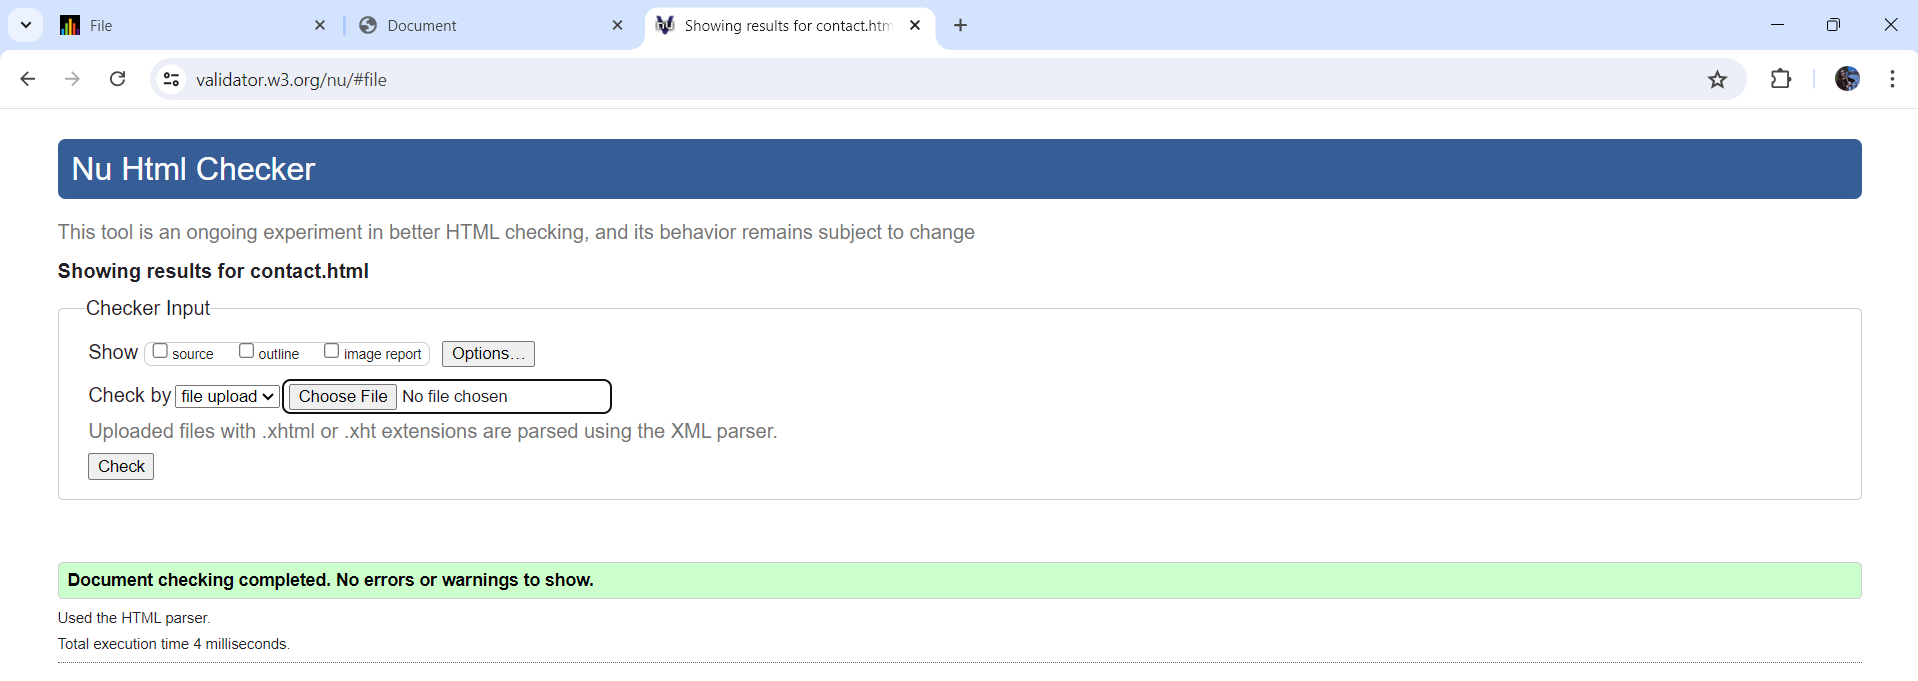 File
Document
Showing results for contact.htm
validator.w3.org/nu/#file
Nu Html Checker
This tool is an ongoing experiment in better HTML checking, and its behavior remains subject to change
Showing results for contact.html
Checker Input
Show source outline image report Options...
Check by file upload Choose File No file chosen
Uploaded files with .xhtml or .xht extensions are parsed using the XML parser.
Check
Document checking completed. No errors or warnings to show.
Used the HTML parser.
Total execution time 4 milliseconds.